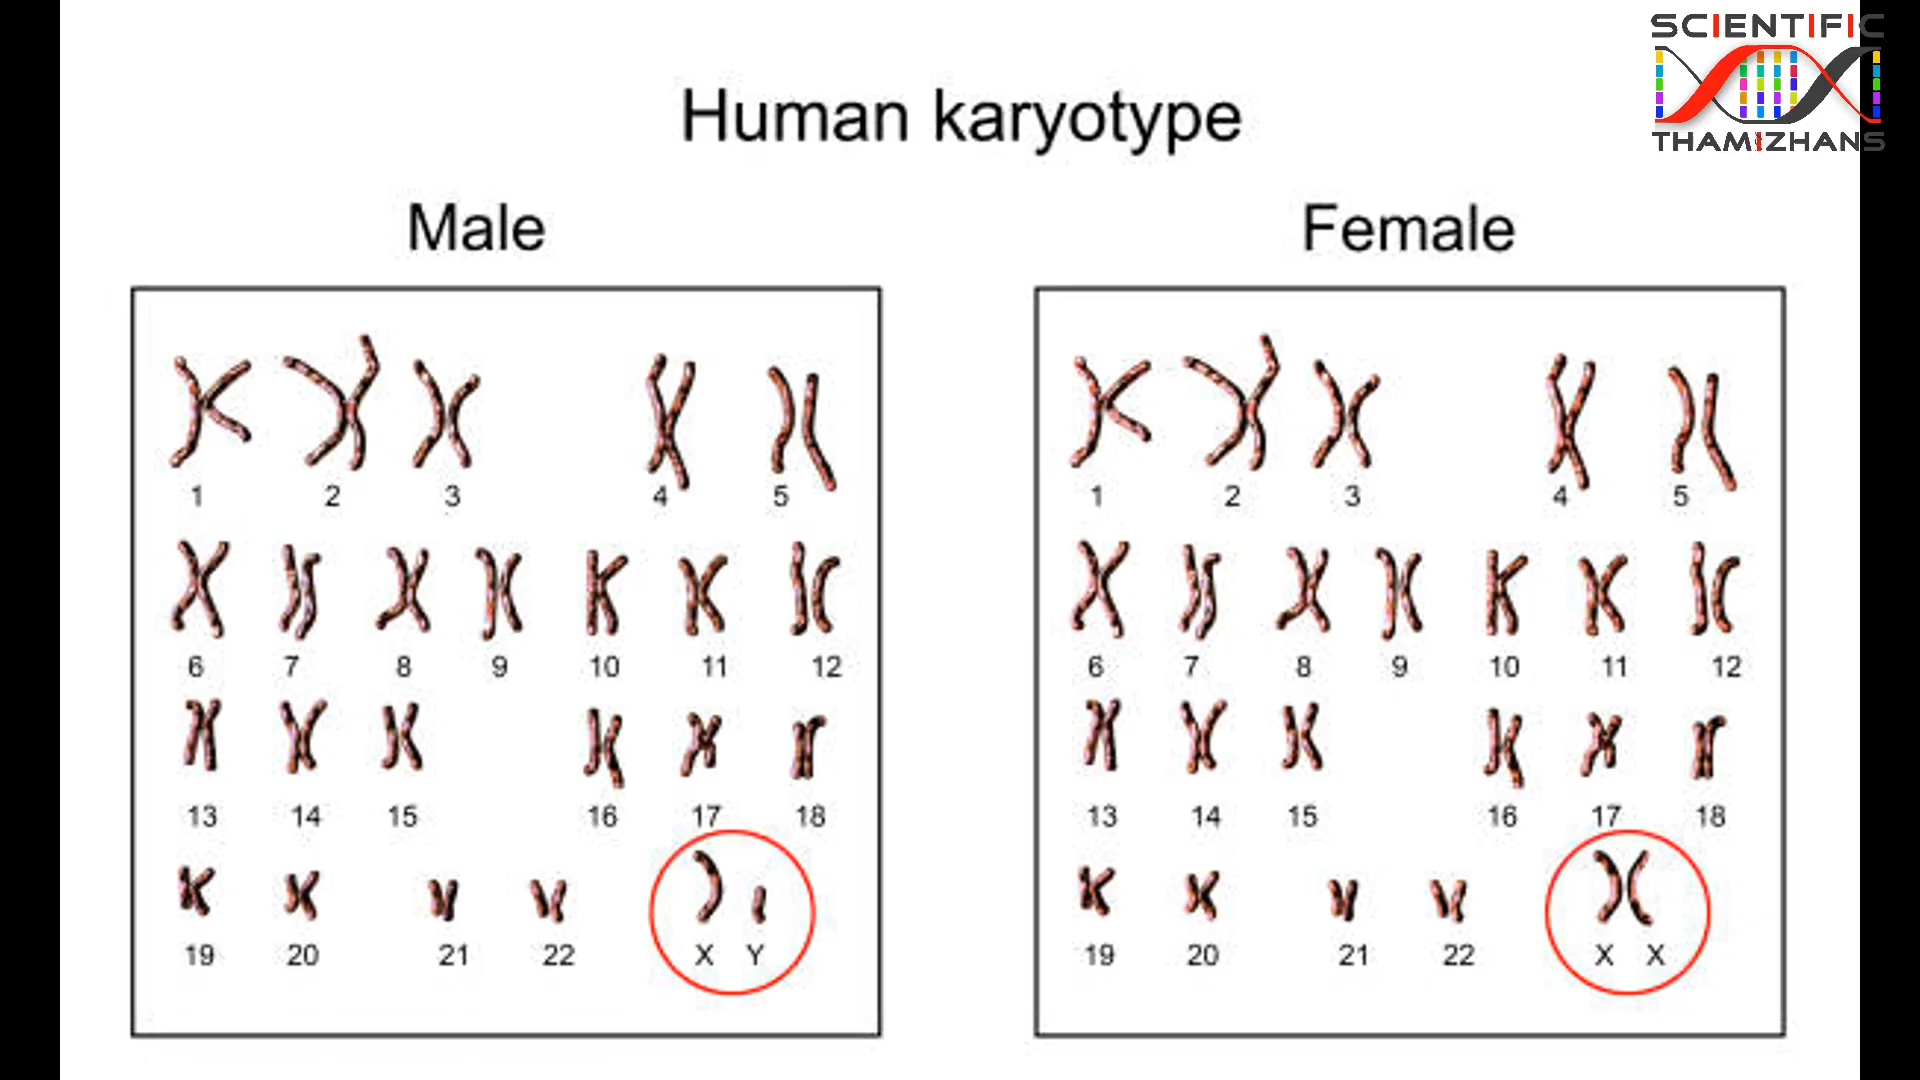 SCIENTIFIC
THAMIZHANS
Human karyotype
Male
Female
1 2 3 4 5
6 7 8 9 10 11 12
13 14 15 16 17 18
19 20 21 22 X Y
1 2 3 4 5
6 7 8 9 10 11 12
13 14 15 16 17 18
19 20 21 22 X X